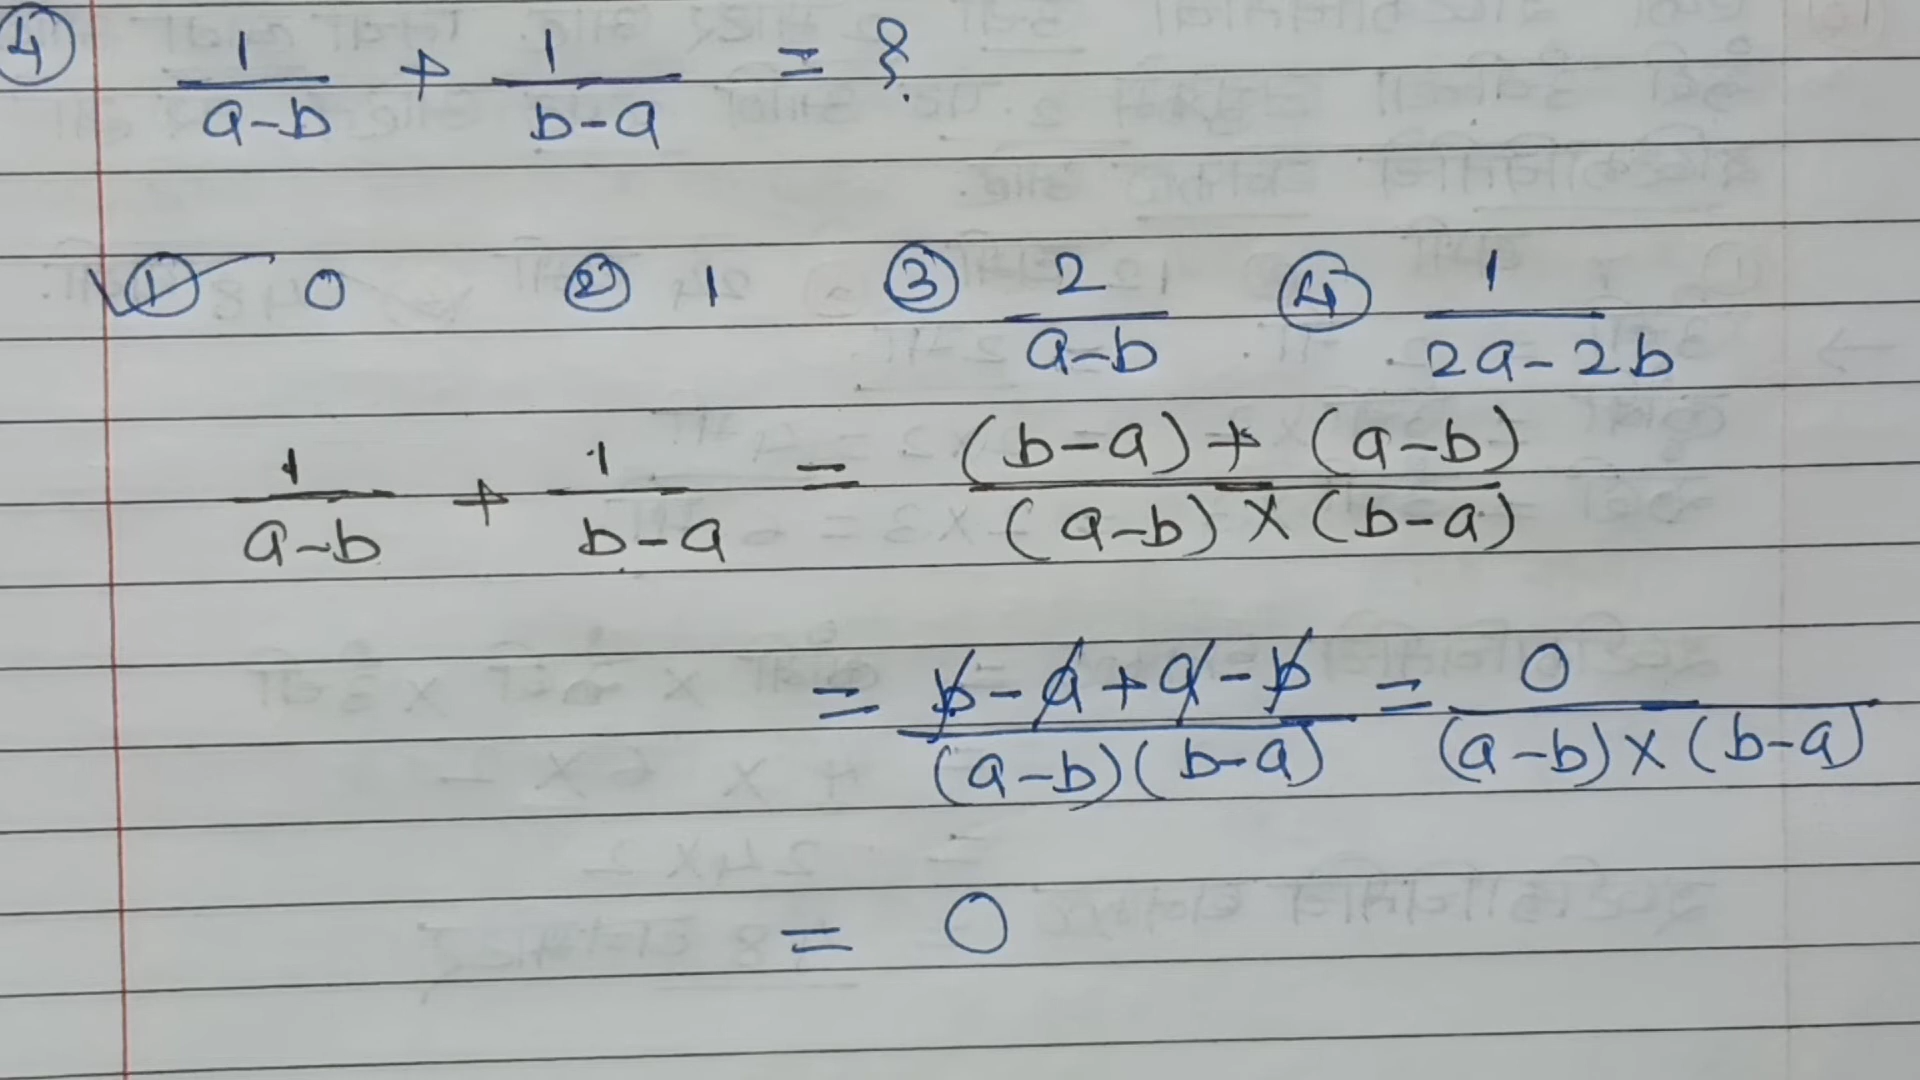 ④ 1/(a-b) + 1/(b-a) = ?
① 0 ② 1 ③ 2/(a-b) ④ 1/(2a-2b)
1/(a-b) + 1/(b-a) = ((b-a) + (a-b))/((a-b)×(b-a))
= (b-a+a-b)/((a-b)(b-a)) = 0/((a-b)×(b-a))
= 0